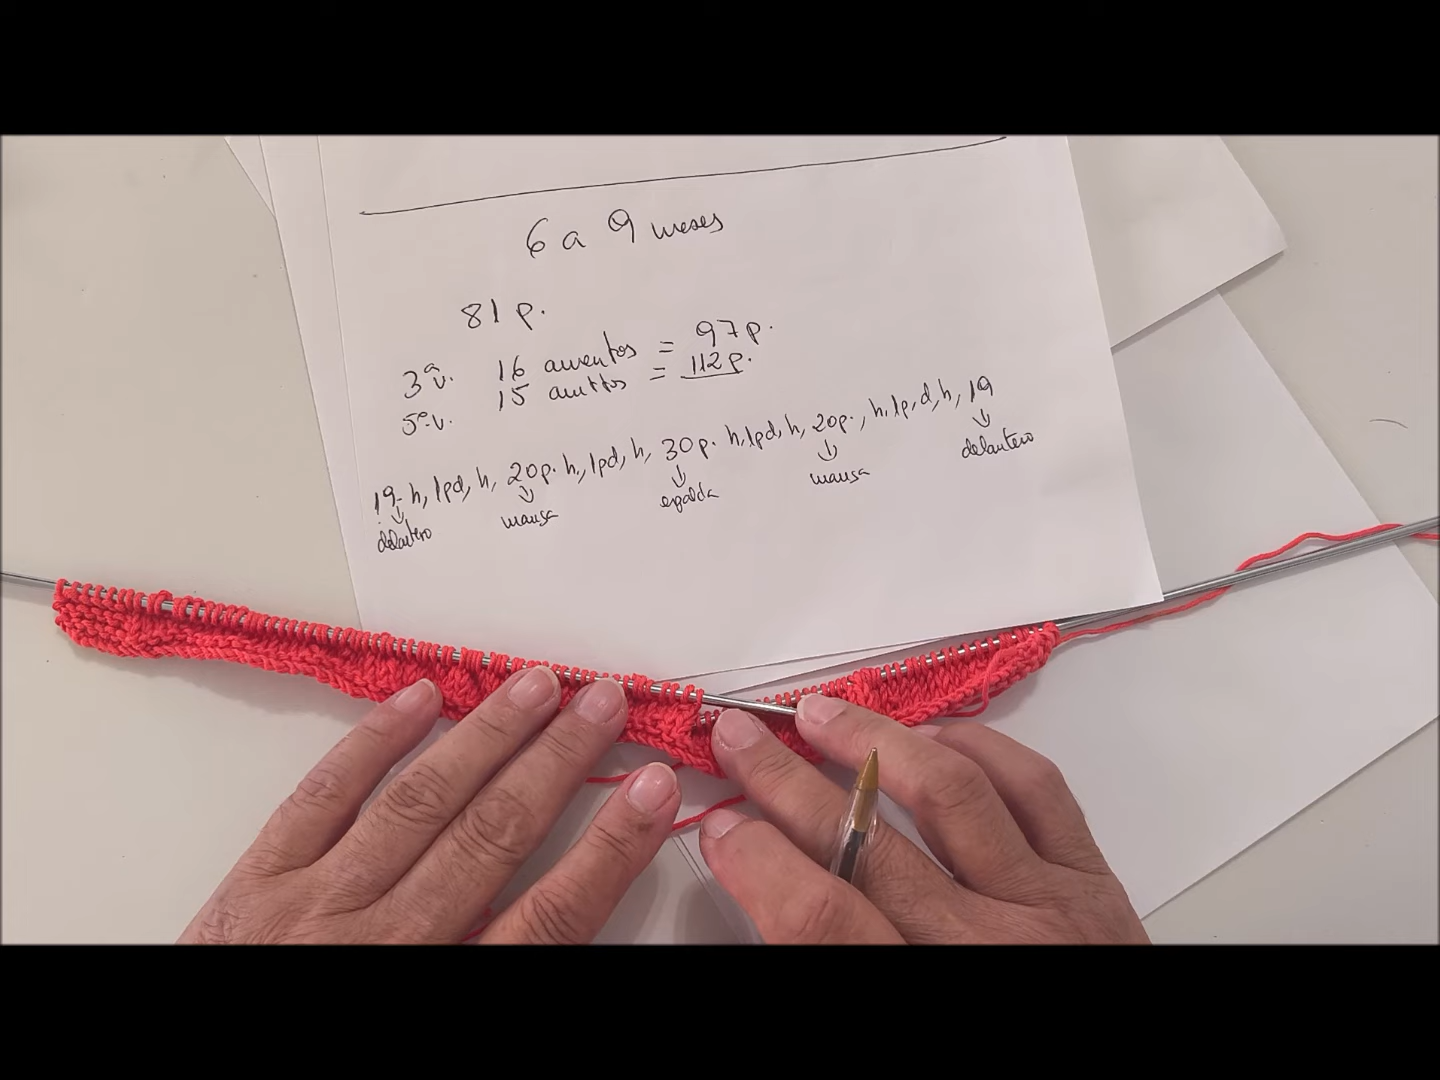 6 a 9 meses
81 p.
3ª v. 16 aumentos = 97 p.
5ª v. 15 = 112 p.
19- h, 1pd, h, 20p. h, 1pd, h, 30p. h, 1pd, h, 20p., h, 1p, d, h, 19
delantero manga espalda manga delantero